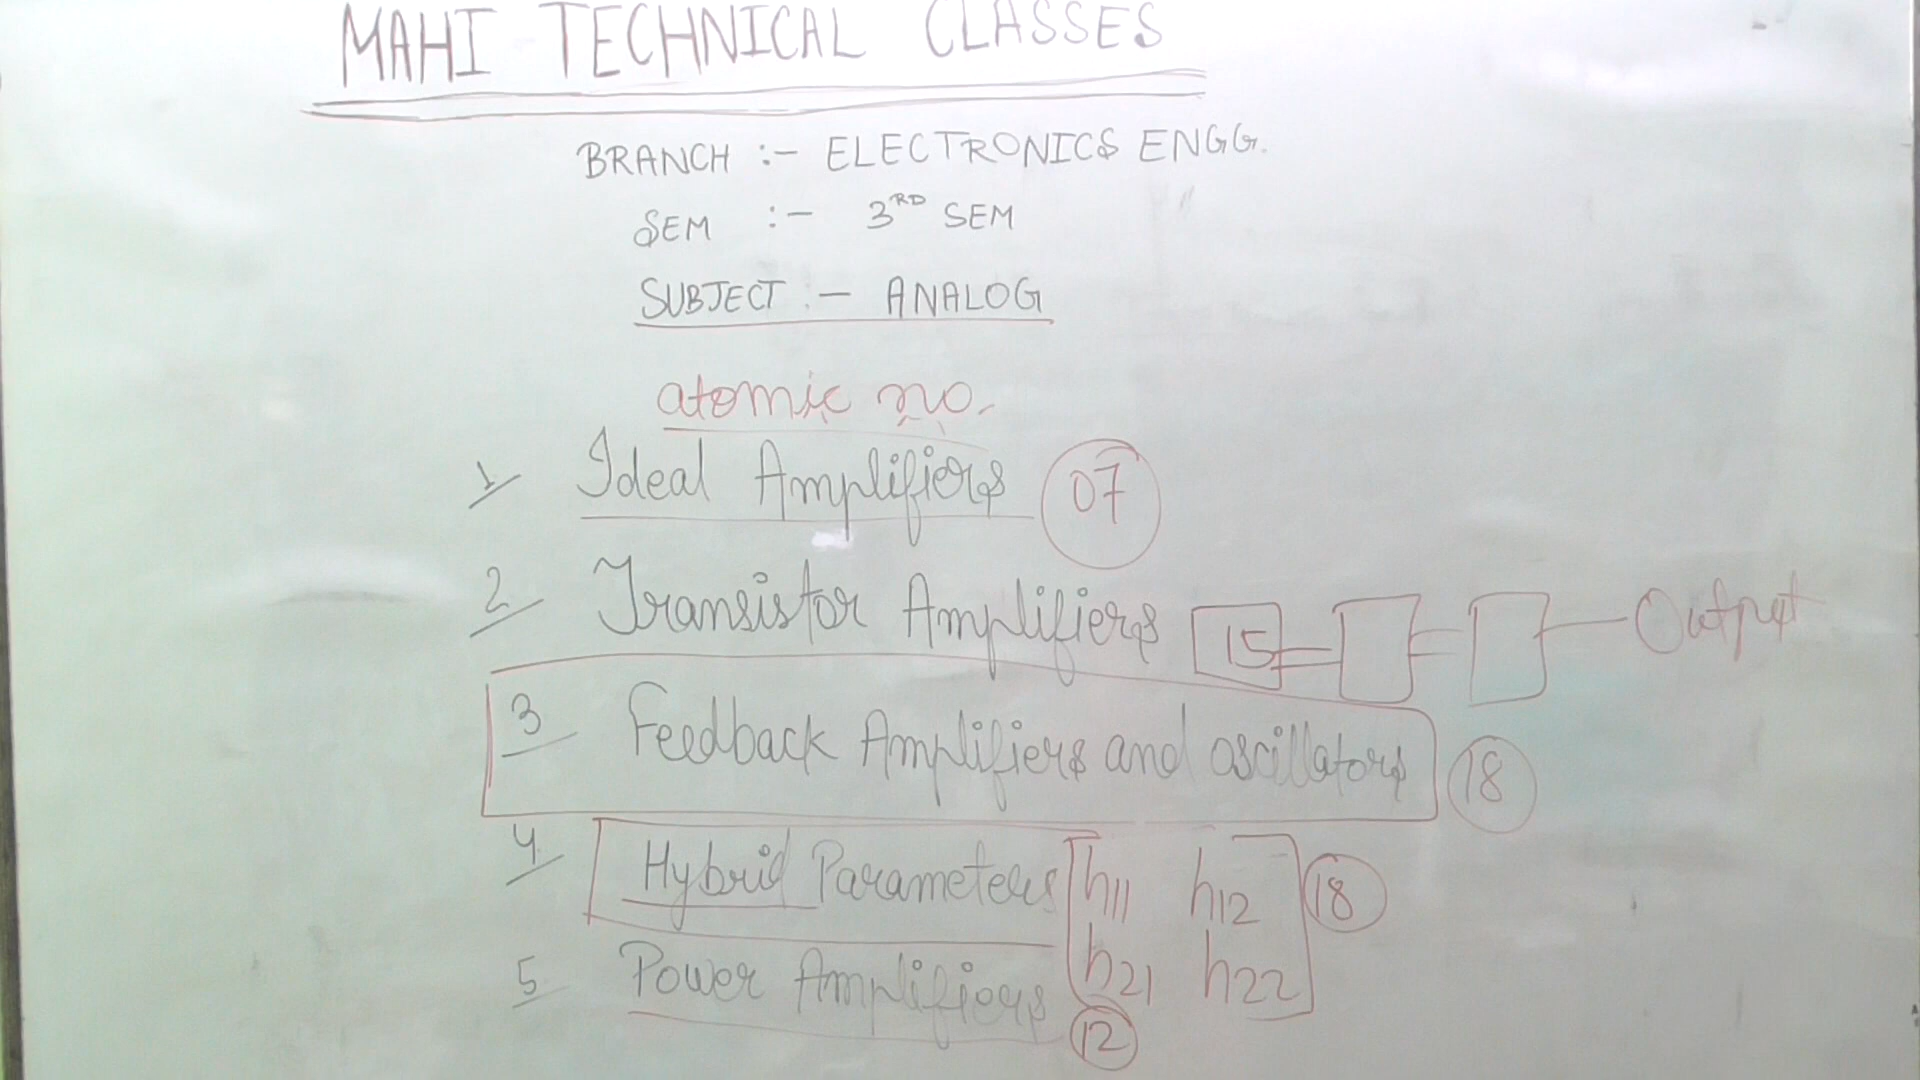 MAHI TECHNICAL CLASSES
BRANCH :- ELECTRONICS ENGG.
SEM :- 3RD SEM
SUBJECT :- ANALOG
atomic no.
1 Ideal Amplifiers 07
2 Transistor Amplifiers 15 Output
3 Feedback Amplifiers and oscillators 18
4 Hybrid Parameters h11 h12 18
h21 h22
5 Power Amplifiers 12